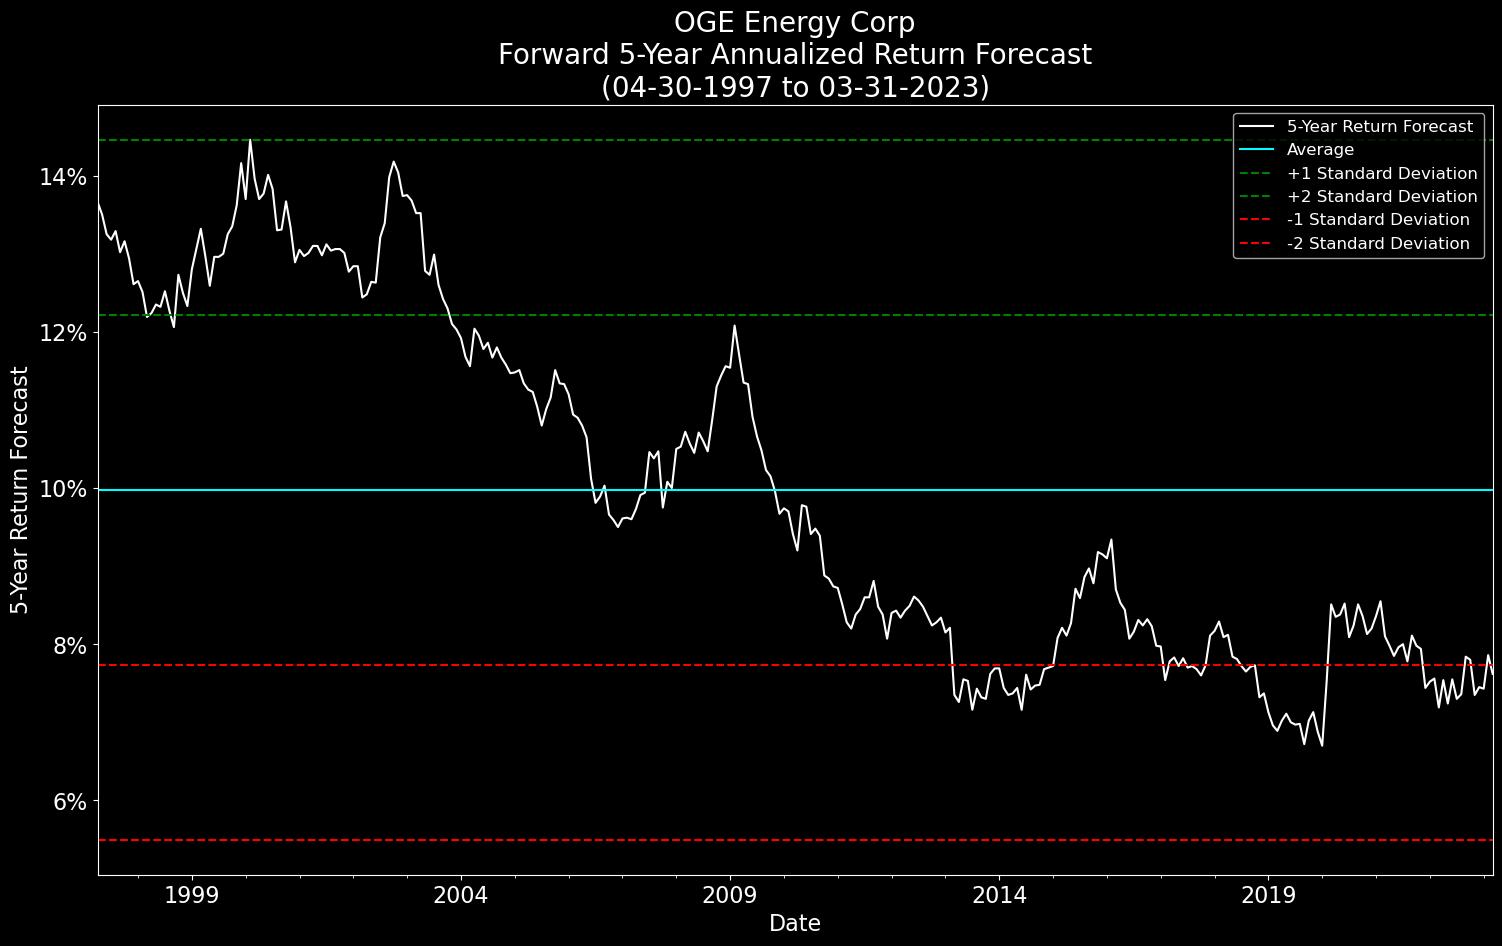 OGE Energy Corp
Forward 5-Year Annualized Return Forecast
(04-30-1997 to 03-31-2023)
5-Year Return Forecast
Average
+1 Standard Deviation
+2 Standard Deviation
-1 Standard Deviation
-2 Standard Deviation
14%
12%
10%
8%
6%
5-Year Return Forecast
1999
2004
2009
2014
2019
Date